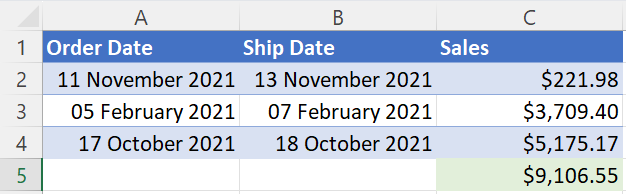 A B C
1 Order Date Ship Date Sales
2 11 November 2021 13 November 2021 $221.98
3 05 February 2021 07 February 2021 $3,709.40
4 17 October 2021 18 October 2021 $5,175.17
5 $9,106.55